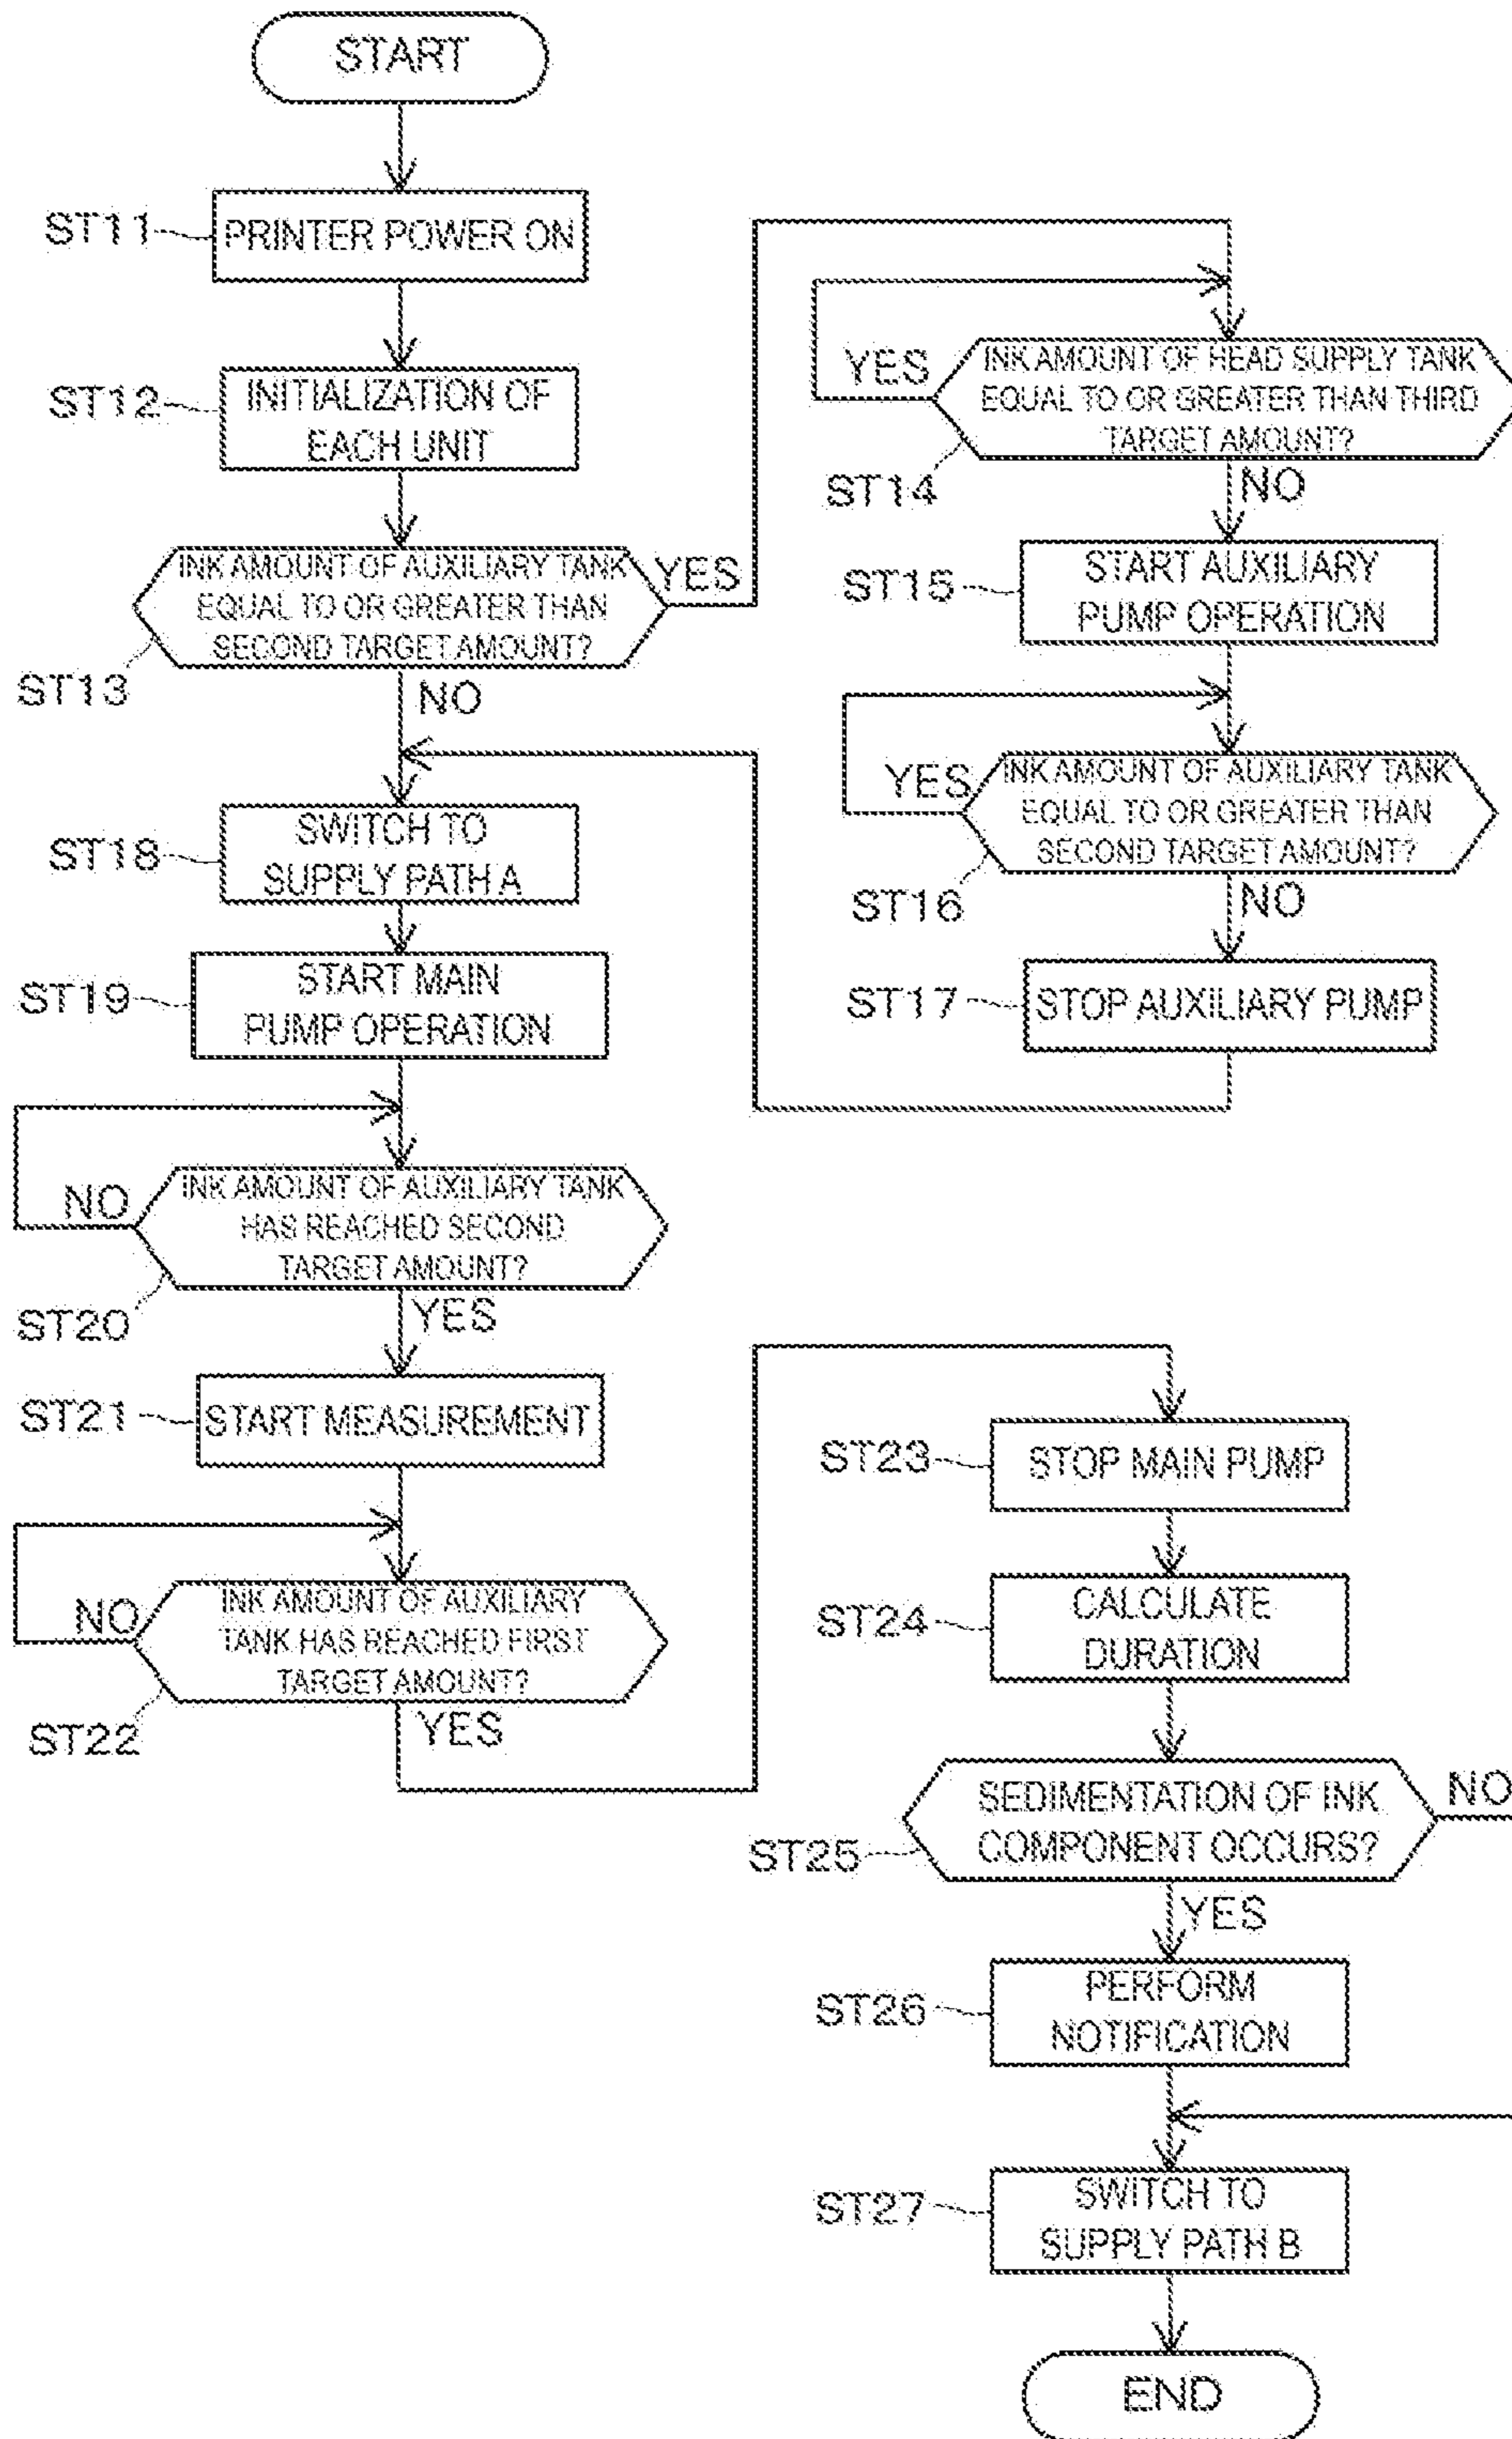 START
ST11
PRINTER POWER ON
ST12
INITIALIZATION OF
EACH UNIT
INK AMOUNT OF AUXILIARY TANK
EQUAL TO OR GREATER THAN
SECOND TARGET AMOUNT?
YES
ST13
NO
YES
INK AMOUNT OF HEAD SUPPLY TANK
EQUAL TO OR GREATER THAN THIRD
TARGET AMOUNT?
ST14
NO
ST15
START AUXILIARY
PUMP OPERATION
YES
INK AMOUNT OF AUXILIARY TANK
EQUAL TO OR GREATER THAN
SECOND TARGET AMOUNT?
ST16
NO
ST17
STOP AUXILIARY PUMP
ST18
SWITCH TO
SUPPLY PATH A
ST19
START MAIN
PUMP OPERATION
NO
INK AMOUNT OF AUXILIARY TANK
HAS REACHED SECOND
TARGET AMOUNT?
ST20
YES
ST21
START MEASUREMENT
NO
INK AMOUNT OF AUXILIARY
TANK HAS REACHED FIRST
TARGET AMOUNT?
ST22
YES
ST23
STOP MAIN PUMP
ST24
CALCULATE
DURATION
SEDIMENTATION OF INK
COMPONENT OCCURS?
NO
ST25
YES
ST26
PERFORM
NOTIFICATION
ST27
SWITCH TO
SUPPLY PATH B
END